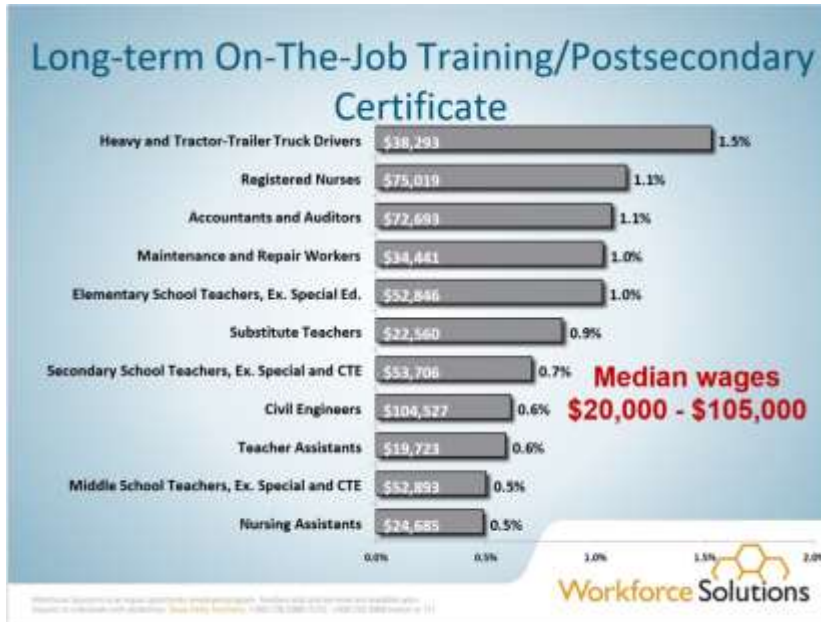 Long-term On-The-Job Training/Postsecondary
Certificate
Heavy and Tractor-Trailer Truck Drivers $38,293 1.5%
Registered Nurses $75,019 1.1%
Accountants and Auditors $72,693 1.1%
Maintenance and Repair Workers $34,441 1.0%
Elementary School Teachers, Ex. Special Ed. $52,846 1.0%
Substitute Teachers $22,560 0.9%
Secondary School Teachers, Ex. Special and CTE $53,706 0.7%
Median wages
$20,000 - $105,000
Civil Engineers $104,527 0.6%
Teacher Assistants $19,723 0.6%
Middle School Teachers, Ex. Special and CTE $52,893 0.5%
Nursing Assistants $24,685 0.5%
0.0% 0.5% 1.0% 1.5% 2.0%
Workforce Solutions